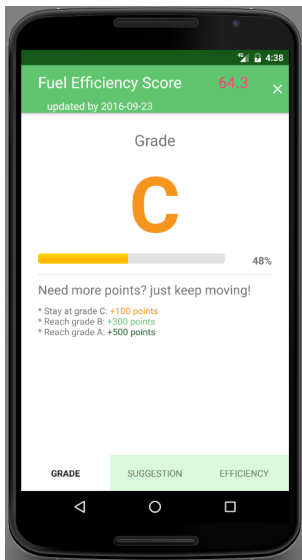 4G 4:38
Fuel Efficiency Score 64.3 ×
updated by 2016-09-23
Grade
C
48%
Need more points? just keep moving!
* Stay at grade C: +100 points
* Reach grade B: +300 points
* Reach grade A: +500 points
GRADE SUGGESTION EFFICIENCY